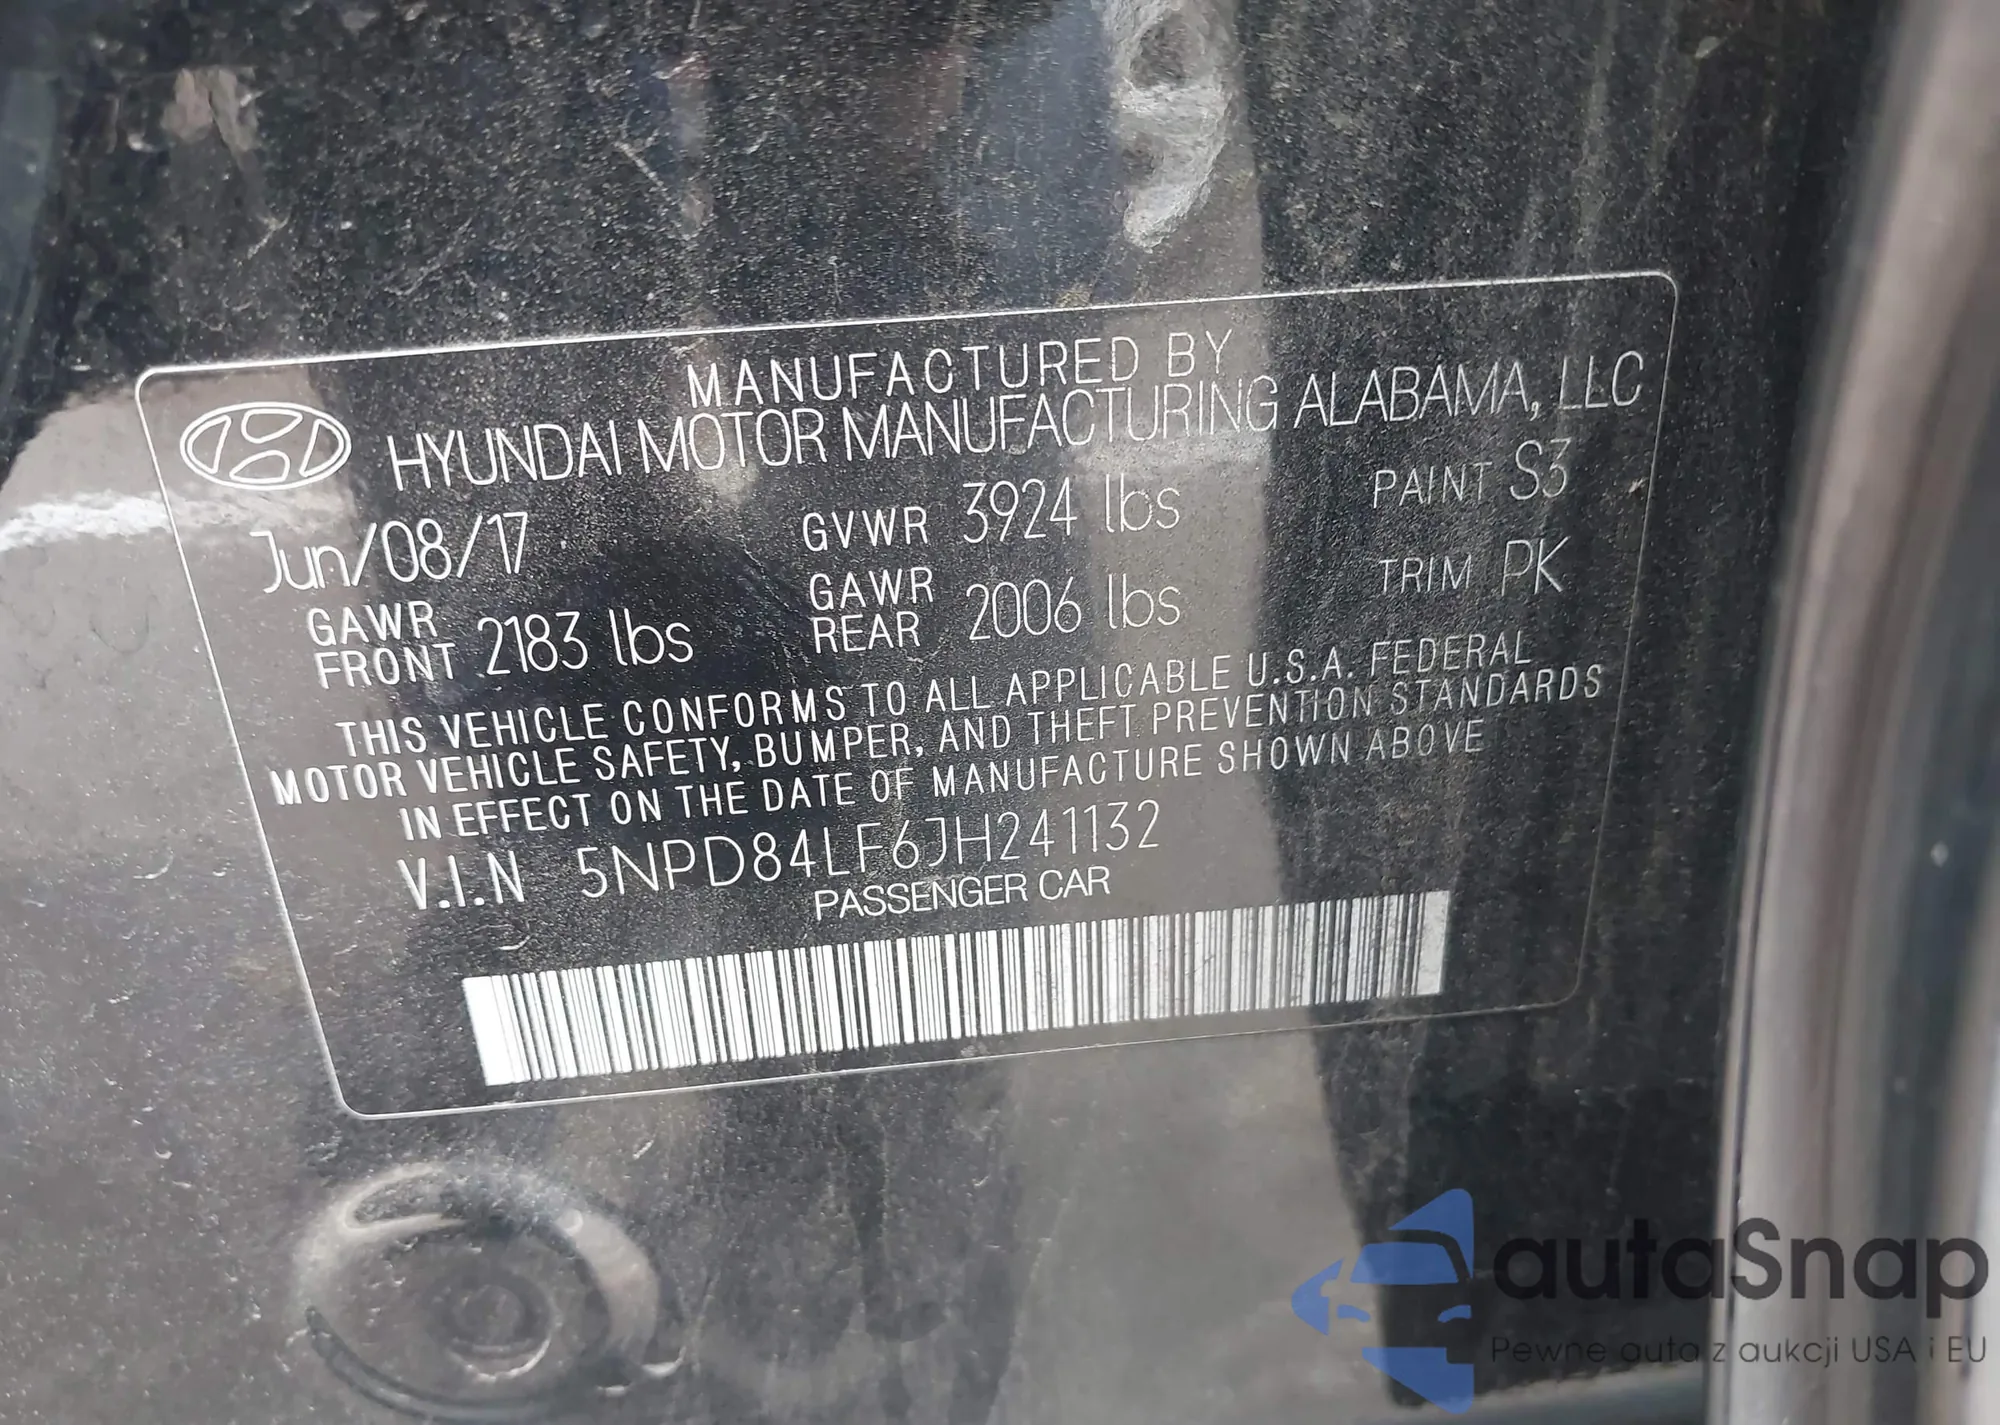 MANUFACTURED BY
HYUNDAI MOTOR MANUFACTURING ALABAMA, LLC
Jun/08/17 GVWR 3924 lbs PAINT S3
GAWR FRONT 2183 lbs GAWR REAR 2006 lbs TRIM PK
THIS VEHICLE CONFORMS TO ALL APPLICABLE U.S.A. FEDERAL
MOTOR VEHICLE SAFETY, BUMPER, AND THEFT PREVENTION STANDARDS
IN EFFECT ON THE DATE OF MANUFACTURE SHOWN ABOVE
V.I.N 5NPD84LF6JH241132
PASSENGER CAR
autaSnap
Pewne auta z aukcji USA i EU